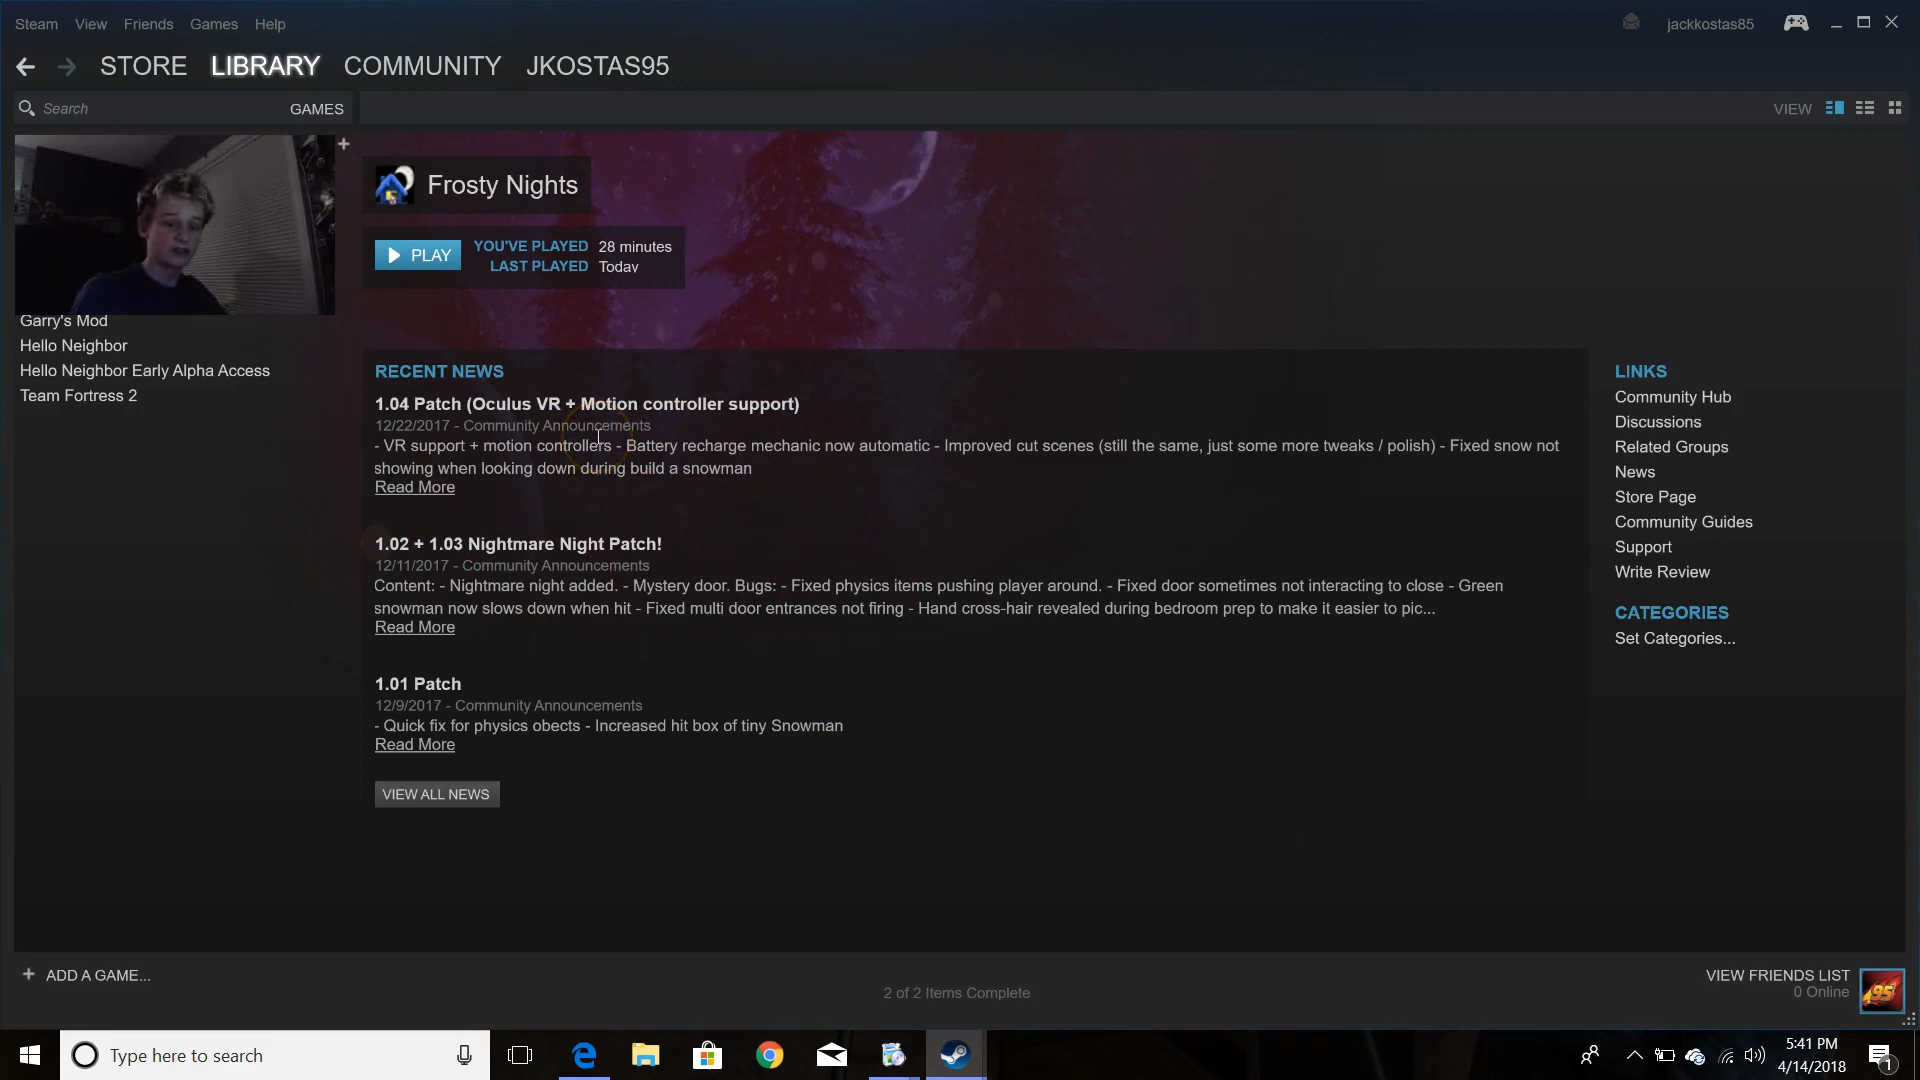 Steam View Friends Games Help
jackkostas85
STORE LIBRARY COMMUNITY JKOSTAS95
Search GAMES
VIEW
Frosty Nights
PLAY
YOU'VE PLAYED 28 minutes
LAST PLAYED Today
Garry's Mod
Hello Neighbor
Hello Neighbor Early Alpha Access
Team Fortress 2
RECENT NEWS
1.04 Patch (Oculus VR + Motion controller support)
12/22/2017 - Community Announcements
- VR support + motion controllers - Battery recharge mechanic now automatic - Improved cut scenes (still the same, just some more tweaks / polish) - Fixed snow not
showing when looking down during build a snowman
Read More
1.02 + 1.03 Nightmare Night Patch!
12/11/2017 - Community Announcements
Content: - Nightmare night added. - Mystery door. Bugs: - Fixed physics items pushing player around. - Fixed door sometimes not interacting to close - Green
snowman now slows down when hit - Fixed multi door entrances not firing - Hand cross-hair revealed during bedroom prep to make it easier to pic...
Read More
1.01 Patch
12/9/2017 - Community Announcements
- Quick fix for physics obects - Increased hit box of tiny Snowman
Read More
VIEW ALL NEWS
LINKS
Community Hub
Discussions
Related Groups
News
Store Page
Community Guides
Support
Write Review
CATEGORIES
Set Categories...
+ ADD A GAME...
2 of 2 Items Complete
VIEW FRIENDS LIST
0 Online
95
Type here to search
5:41 PM
4/14/2018
1